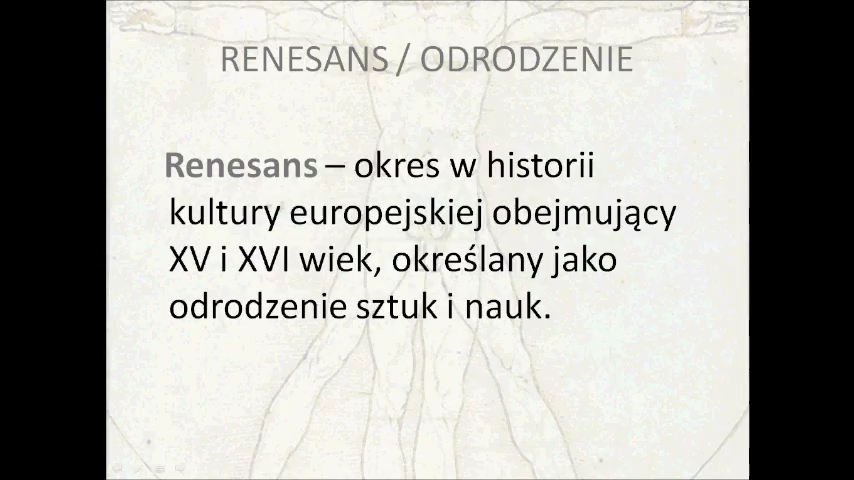 RENESANS / ODRODZENIE
Renesans – okres w historii
kultury europejskiej obejmujący
XV i XVI wiek, określany jako
odrodzenie sztuk i nauk.